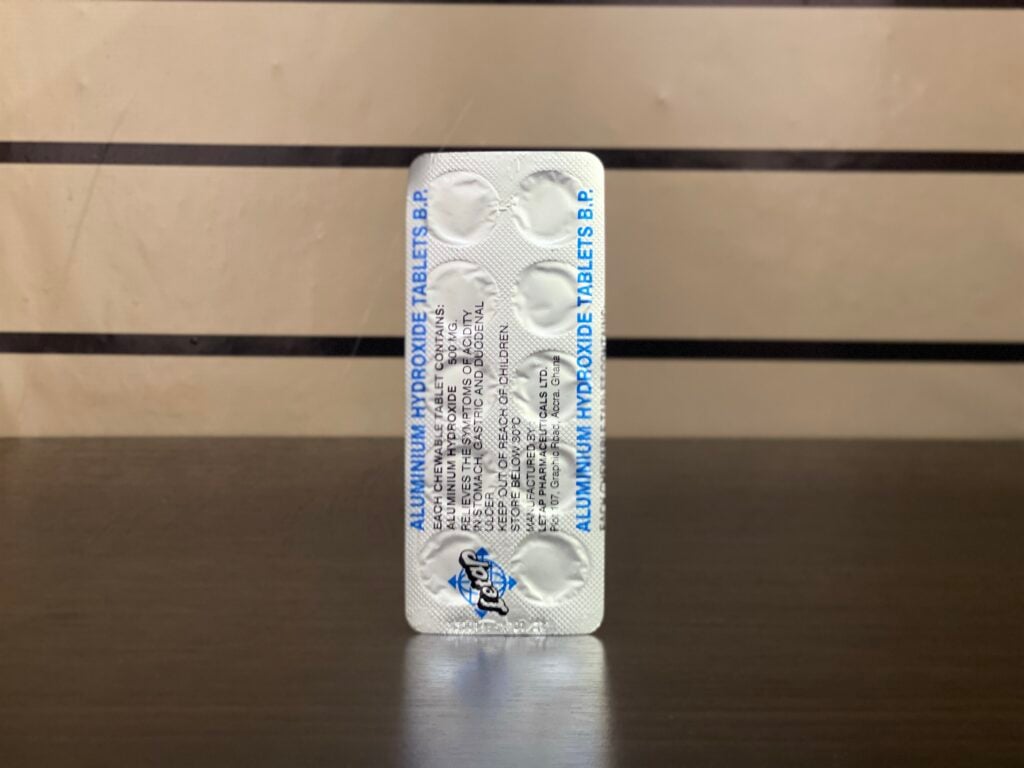 ALUMINIUM HYDROXIDE TABLETS B.P.
EACH CHEWABLE TABLET CONTAINS:
ALUMINIUM HYDROXIDE 500 MG.
RELIEVES THE SYMPTOMS OF ACIDITY
IN STOMACH, GASTRIC AND DUODENAL
ULCER
KEEP OUT OF REACH OF CHILDREN.
STORE BELOW 30°C
MANUFACTURED BY
LETAP PHARMACEUTICALS LTD.
Plot 107, Graphic Road, Accra, Ghana
Letap
ALUMINIUM HYDROXIDE TABLETS B.P.